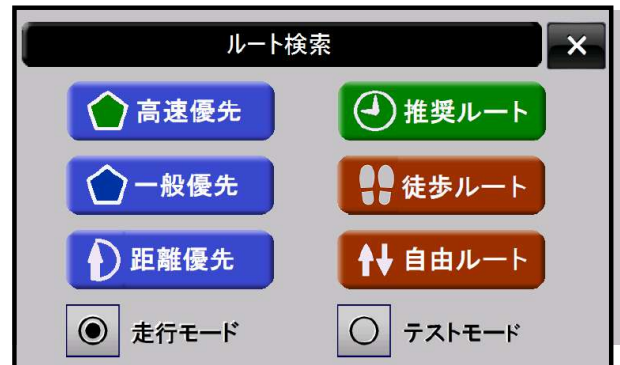 ルート検索
高速優先
推奨ルート
一般優先
徒歩ルート
距離優先
自由ルート
走行モード
テストモード